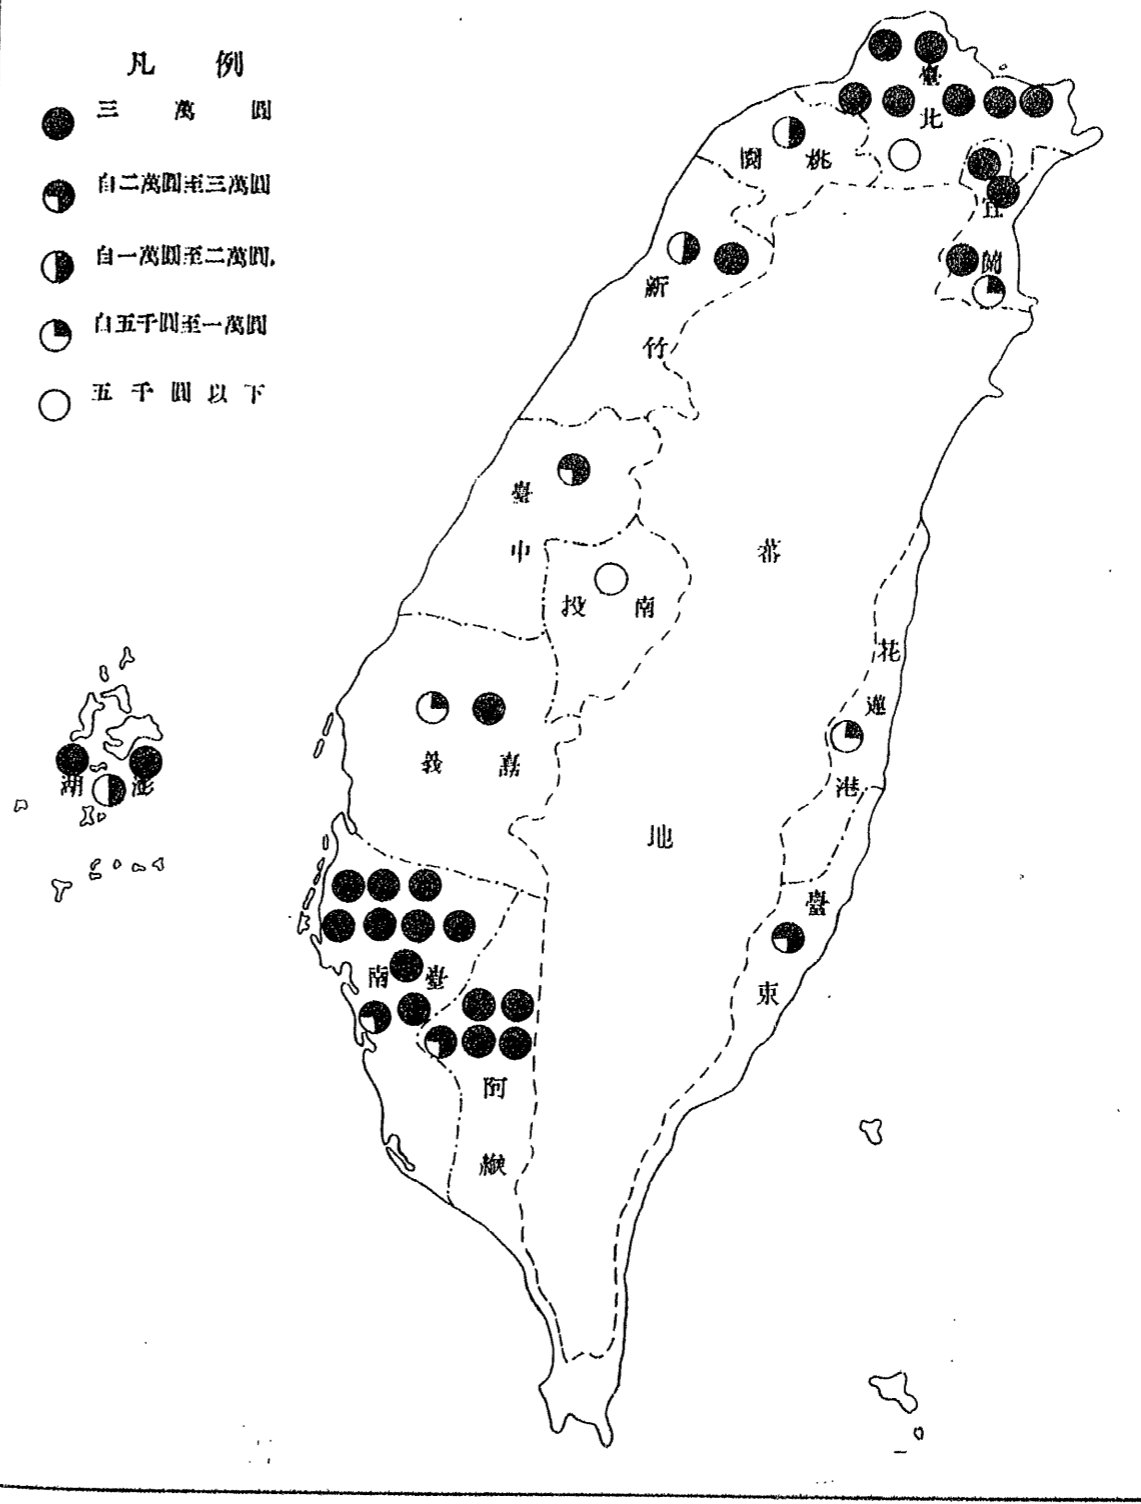 凡例
三萬圓
自二萬圓至三萬圓
自一萬圓至二萬圓
自五千圓至一萬圓
五千圓以下
臺北
桃園
宜蘭
新竹
臺中
南投
蕃地
花蓮港
嘉義
澎湖
臺南
臺東
阿緱